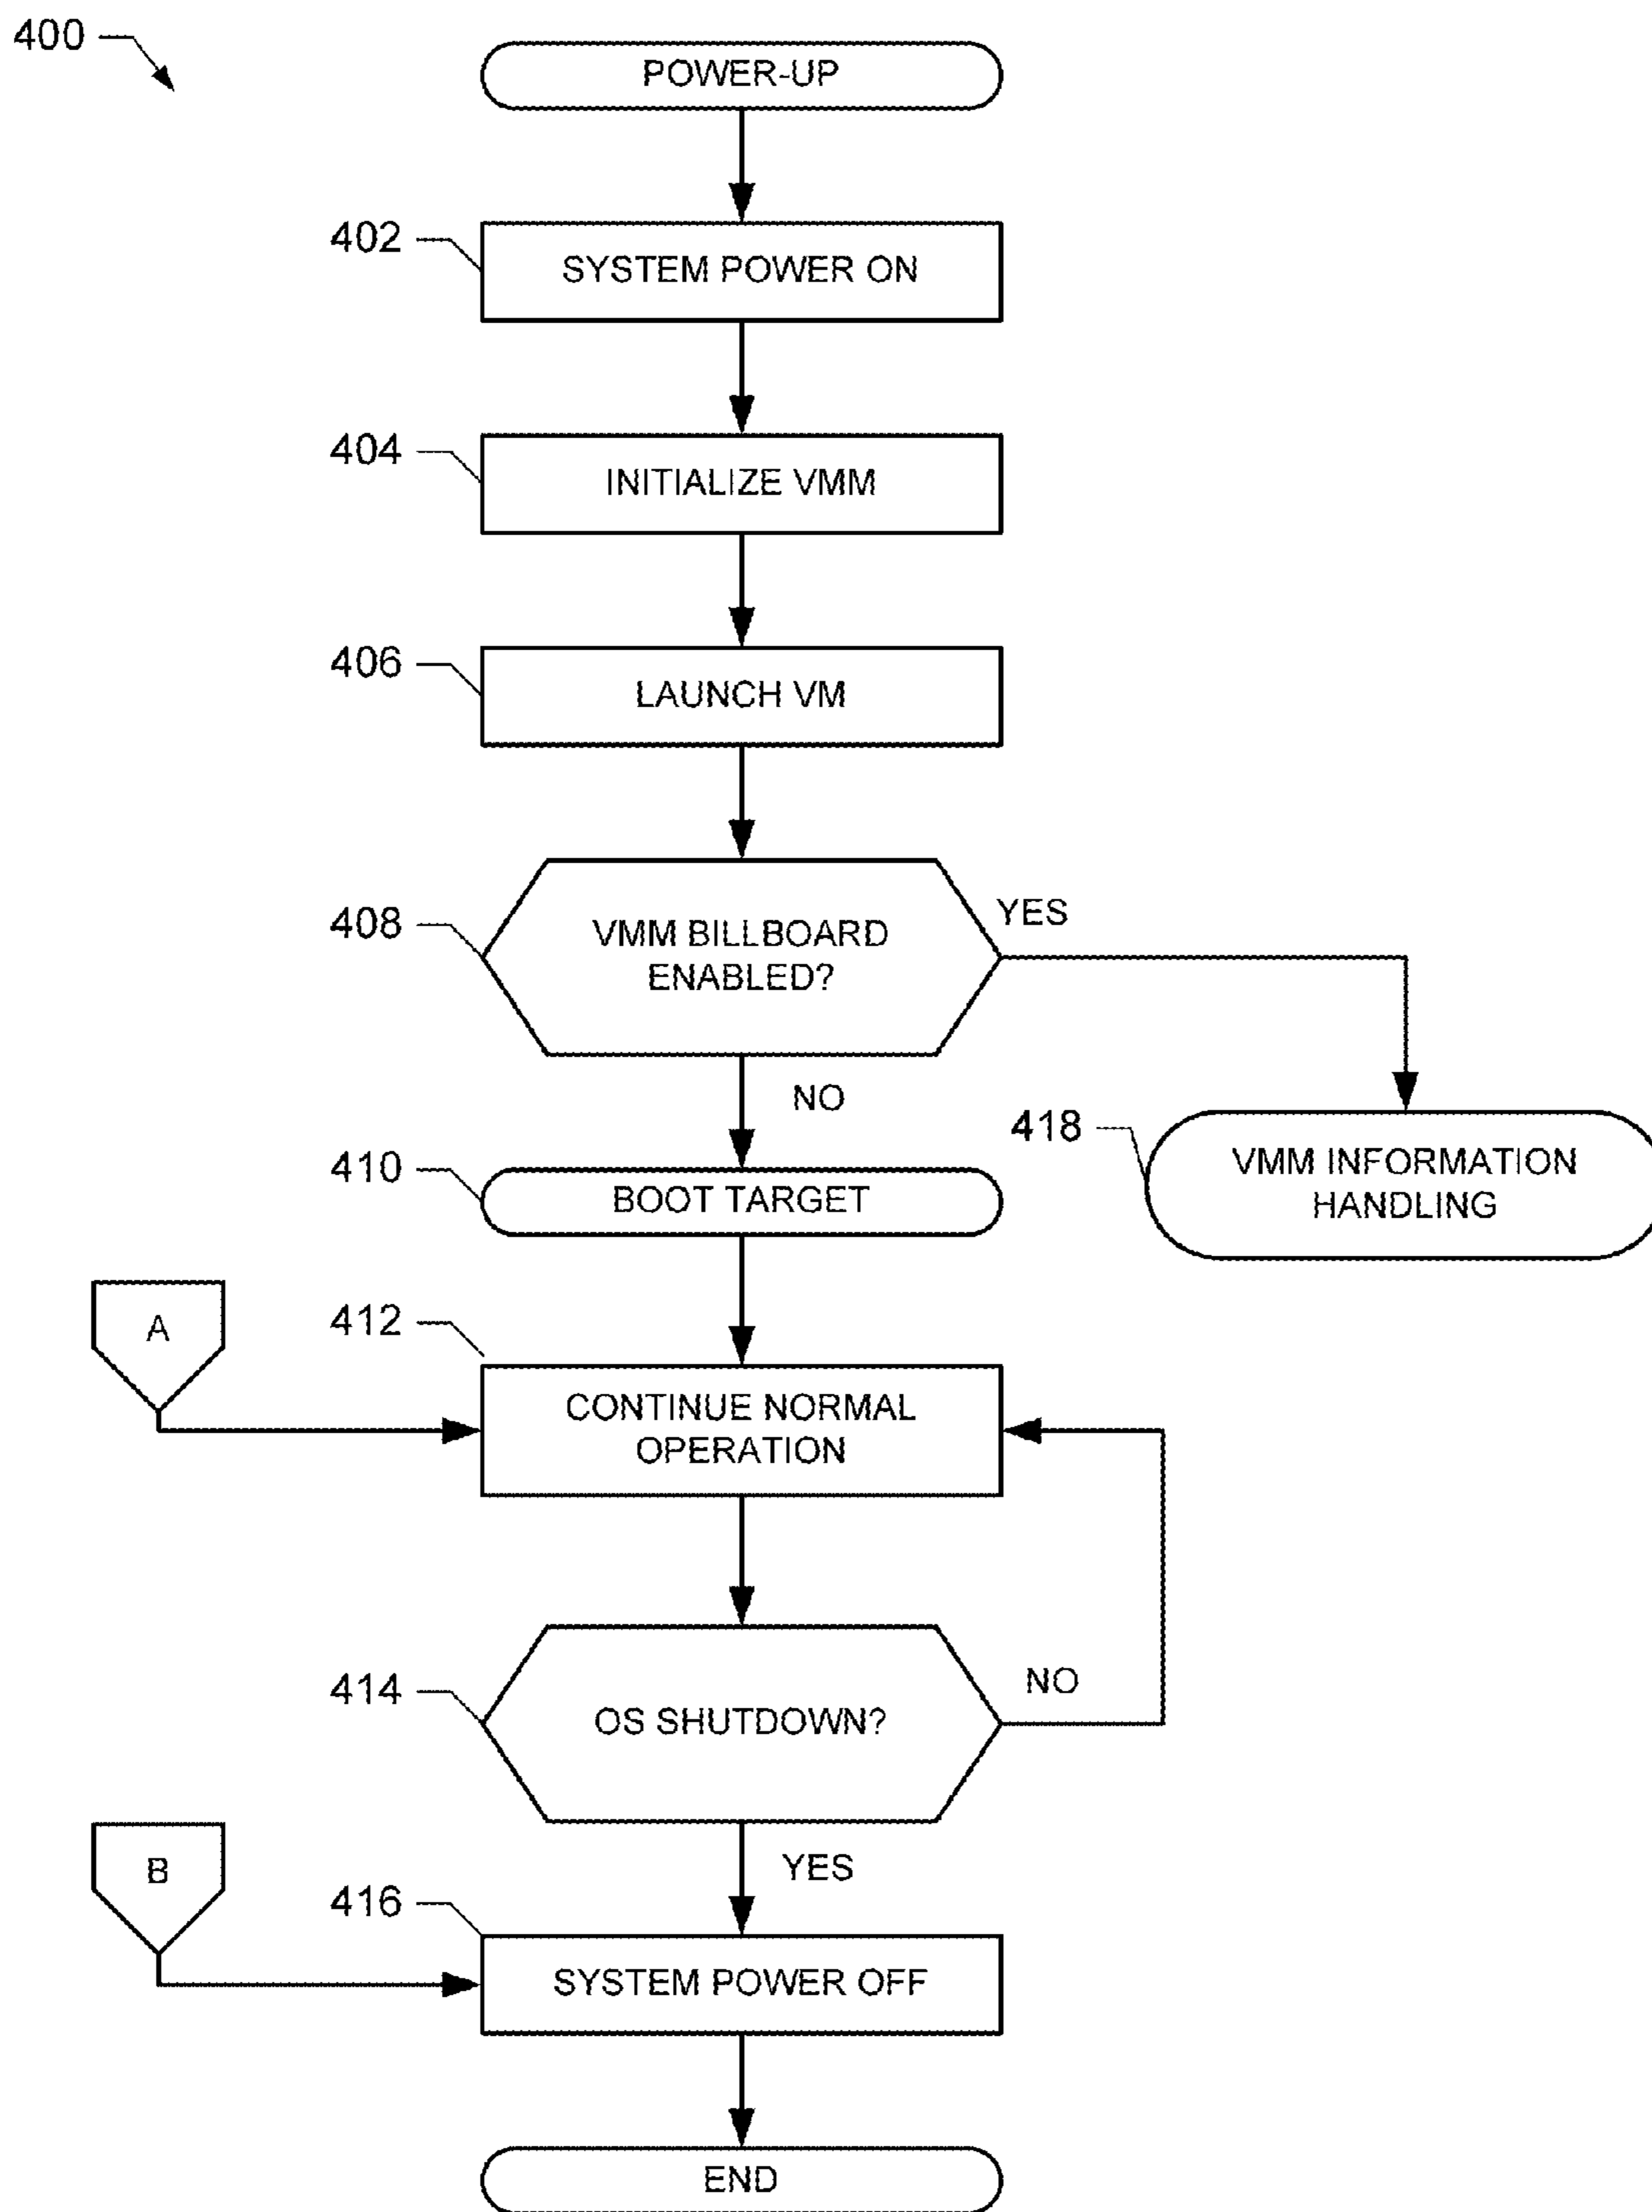 400
POWER-UP
402
SYSTEM POWER ON
404
INITIALIZE VMM
406
LAUNCH VM
408
VMM BILLBOARD
ENABLED?
YES
NO
418
VMM INFORMATION
HANDLING
410
BOOT TARGET
A
412
CONTINUE NORMAL
OPERATION
414
OS SHUTDOWN?
NO
YES
B
416
SYSTEM POWER OFF
END